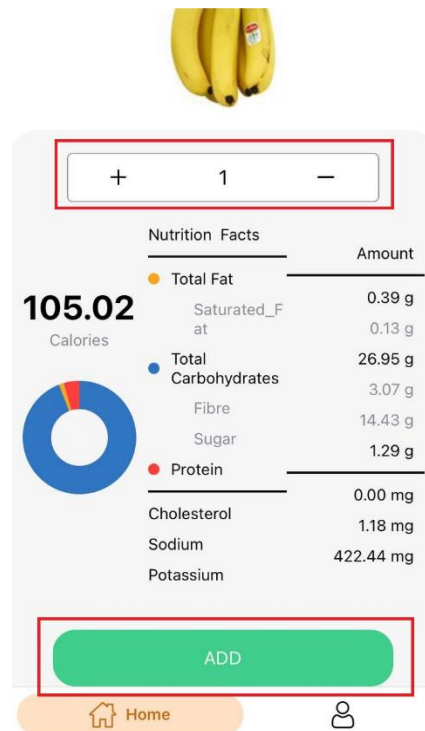 + 1 −
Nutrition Facts
Amount
Total Fat
0.39 g
Saturated_F
at
0.13 g
105.02
Calories
Total
Carbohydrates
26.95 g
Fibre
3.07 g
Sugar
14.43 g
Protein
1.29 g
Cholesterol
0.00 mg
Sodium
1.18 mg
Potassium
422.44 mg
ADD
Home